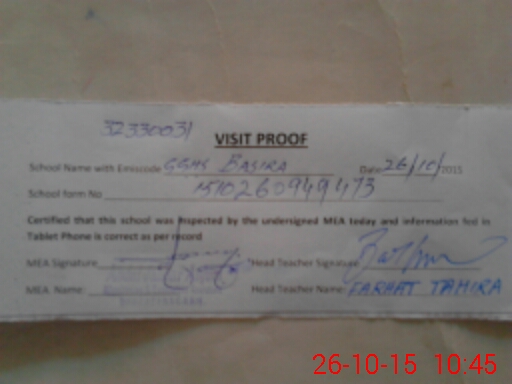 32330031
VISIT PROOF
School Name with Emiscode GGHS BASIRA Date 26/10/2015
School form No 1510260949473
Certified that this school was inspected by the undersigned MEA today and information fed in
Tablet Phone is correct as per record
MEA Signature Head Teacher Signature
MEA Name: Head Teacher Name: FARHAT TAHIRA
26-10-15 10:45